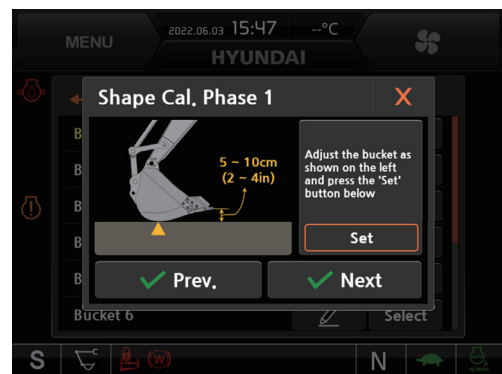 MENU
2022.06.03 15:47 --°C
HYUNDAI
Shape Cal. Phase 1
X
5 ~ 10cm
(2 ~ 4in)
Adjust the bucket as
shown on the left
and press the 'Set'
button below
Set
Prev.
Next
B
B
B
B
B
Bucket 6
Select
S
(W)
N
n/min